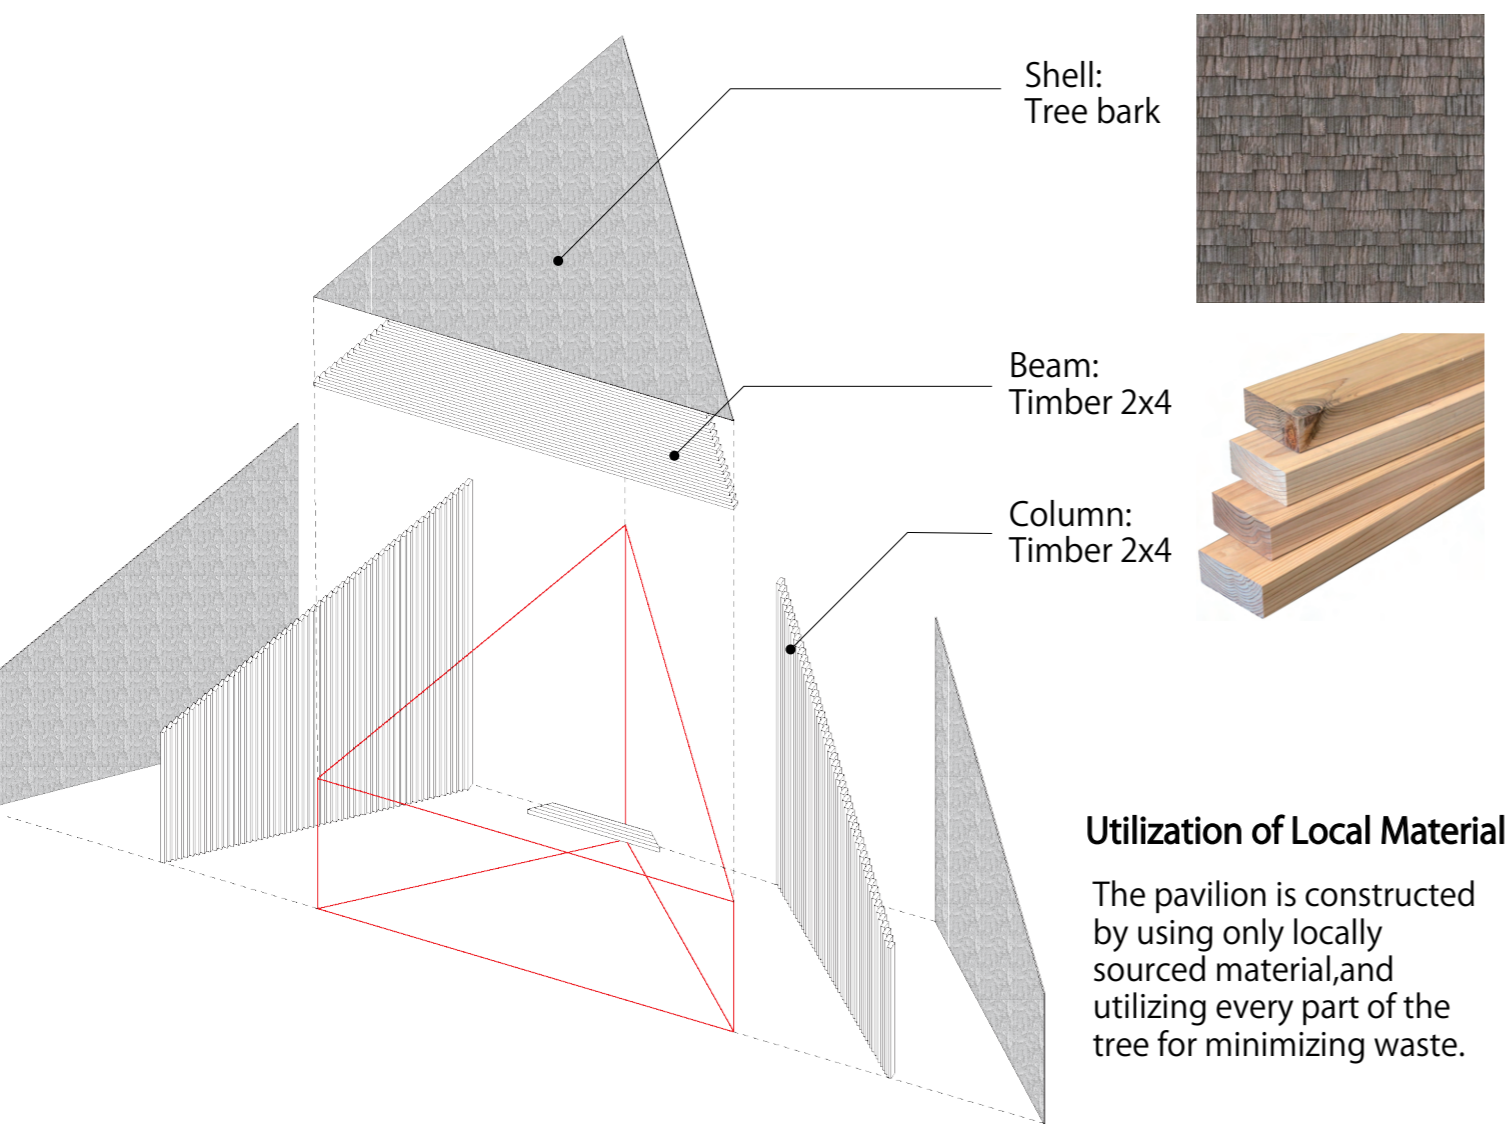 Shell:
Tree bark
Beam:
Timber 2x4
Column:
Timber 2x4
Utilization of Local Material
The pavilion is constructed
by using only locally
sourced material,and
utilizing every part of the
tree for minimizing waste.